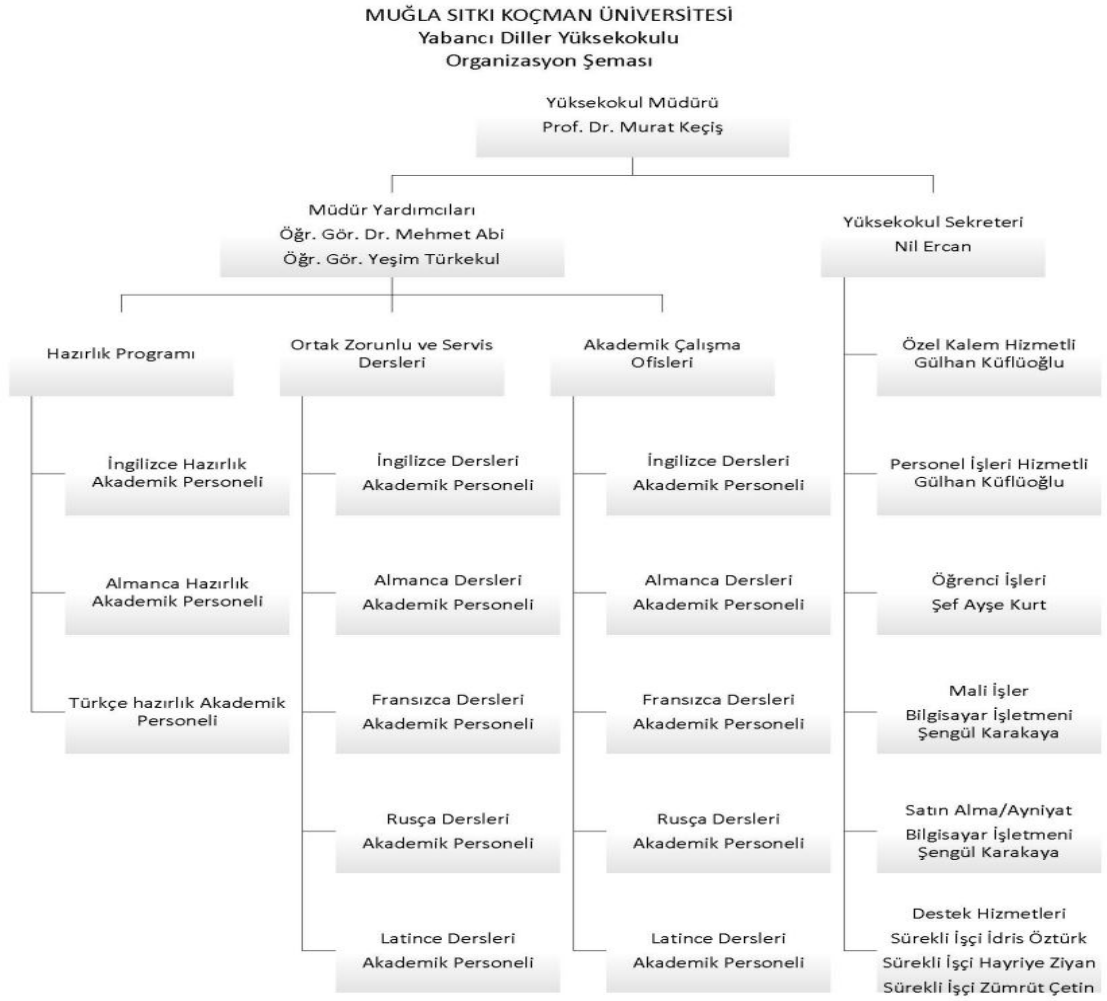 MUĞLA SITKI KOÇMAN ÜNİVERSİTESİ
Yabancı Diller Yüksekokulu
Organizasyon Şeması
Yüksekokul Müdürü
Prof. Dr. Murat Keçiş
Müdür Yardımcıları
Öğr. Gör. Dr. Mehmet Abi
Öğr. Gör. Yeşim Türkekul
Yüksekokul Sekreteri
Nil Ercan
Hazırlık Programı
Ortak Zorunlu ve Servis
Dersleri
Akademik Çalışma
Ofisleri
Özel Kalem Hizmetli
Gülhan Küflüoğlu
İngilizce Hazırlık
Akademik Personeli
İngilizce Dersleri
Akademik Personeli
İngilizce Dersleri
Akademik Personeli
Personel İşleri Hizmetli
Gülhan Küflüoğlu
Almanca Hazırlık
Akademik Personeli
Almanca Dersleri
Akademik Personeli
Almanca Dersleri
Akademik Personeli
Öğrenci İşleri
Şef Ayşe Kurt
Türkçe hazırlık Akademik
Personeli
Fransızca Dersleri
Akademik Personeli
Fransızca Dersleri
Akademik Personeli
Mali İşler
Bilgisayar İşletmeni
Şengül Karakaya
Rusça Dersleri
Akademik Personeli
Rusça Dersleri
Akademik Personeli
Satın Alma/Ayniyat
Bilgisayar İşletmeni
Şengül Karakaya
Latince Dersleri
Akademik Personeli
Latince Dersleri
Akademik Personeli
Destek Hizmetleri
Sürekli İşçi İdris Öztürk
Sürekli İşçi Hayriye Ziyan
Sürekli İşçi Zümrüt Çetin